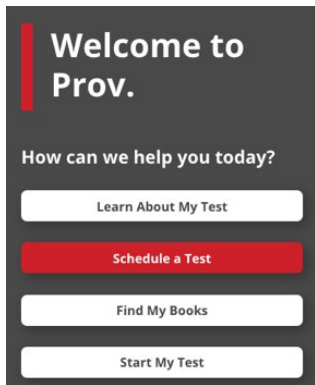 Welcome to
Prov.
How can we help you today?
Learn About My Test
Schedule a Test
Find My Books
Start My Test